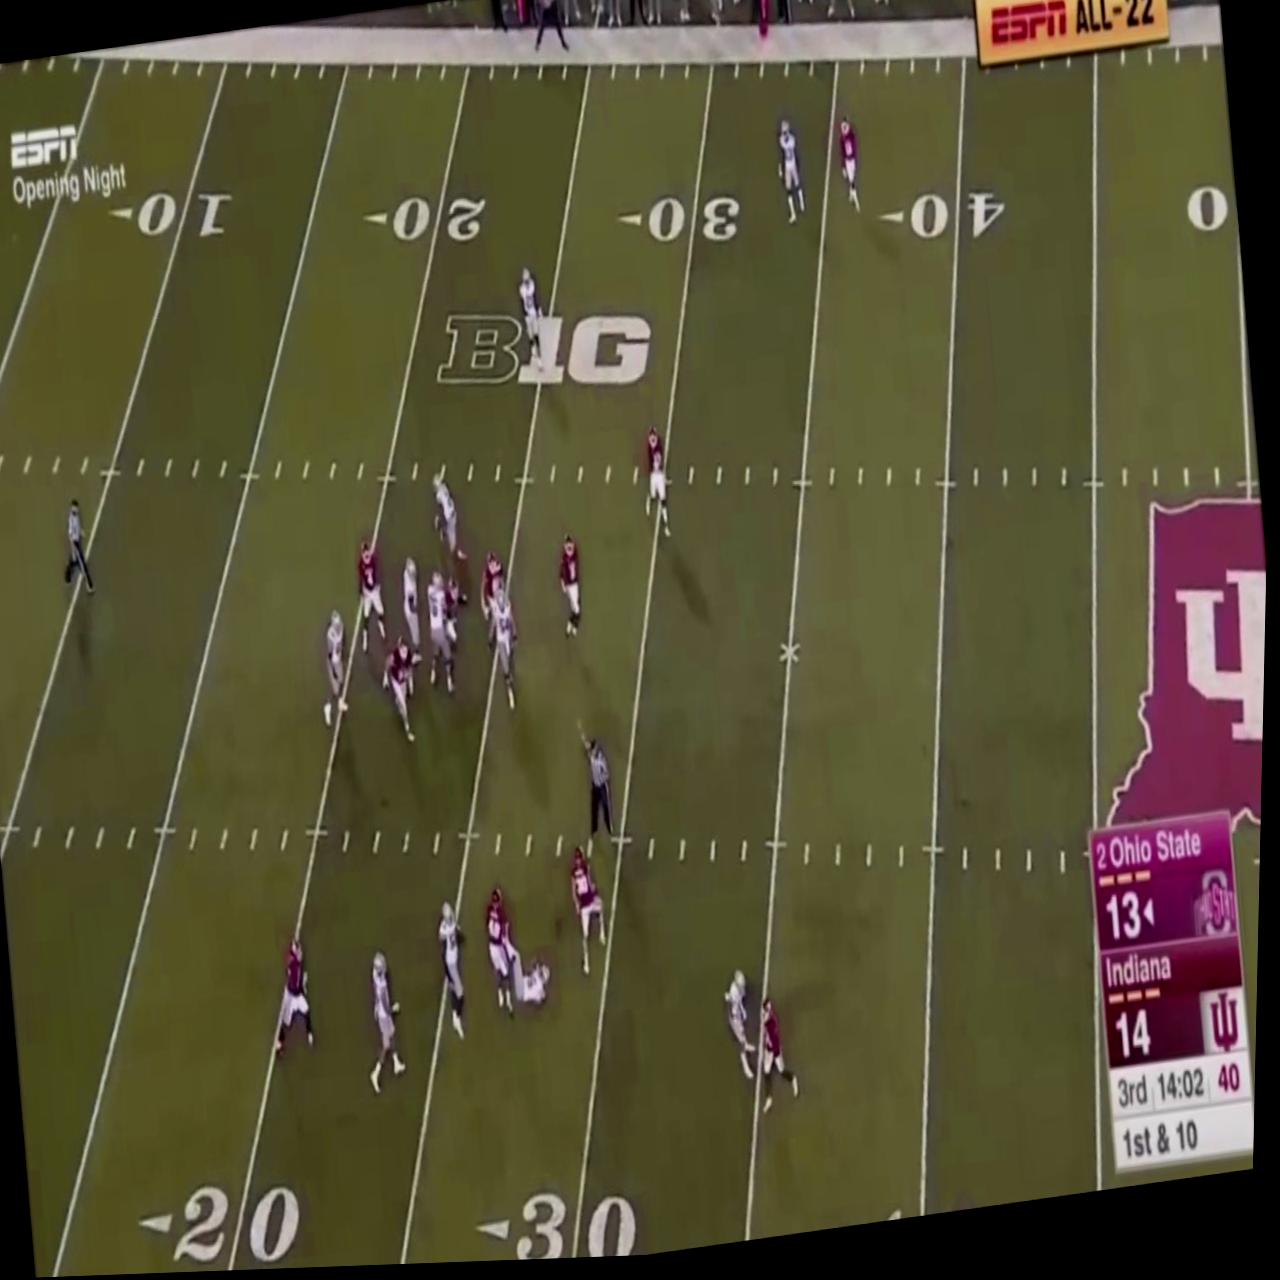 ESPN ALL-22
ESPN
Opening Night
10 20 30 40 0
B1G
2 Ohio State
13
Indiana
14
3rd 14:02 40
1st & 10
20 30